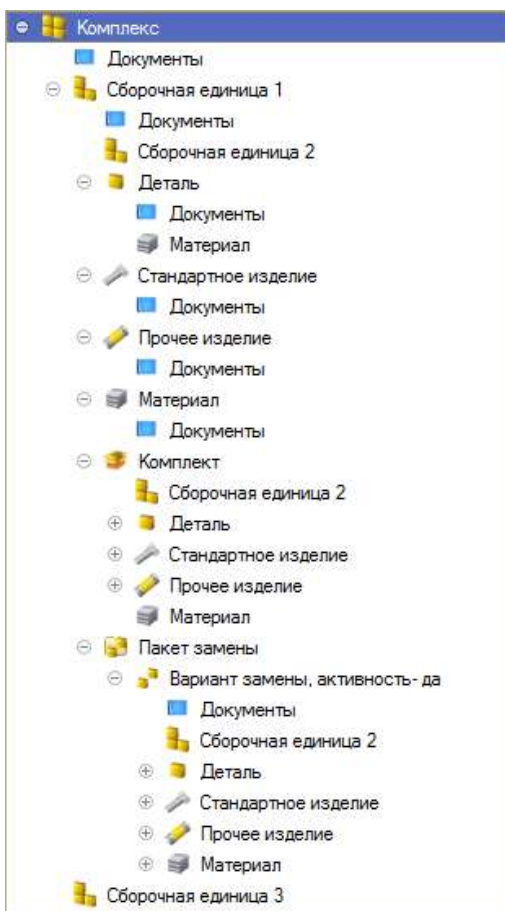 Комплекс
Документы
Сборочная единица 1
Документы
Сборочная единица 2
Деталь
Документы
Материал
Стандартное изделие
Документы
Прочее изделие
Документы
Материал
Документы
Комплект
Сборочная единица 2
Деталь
Стандартное изделие
Прочее изделие
Материал
Пакет замены
Вариант замены, активность- да
Документы
Сборочная единица 2
Деталь
Стандартное изделие
Прочее изделие
Материал
Сборочная единица 3